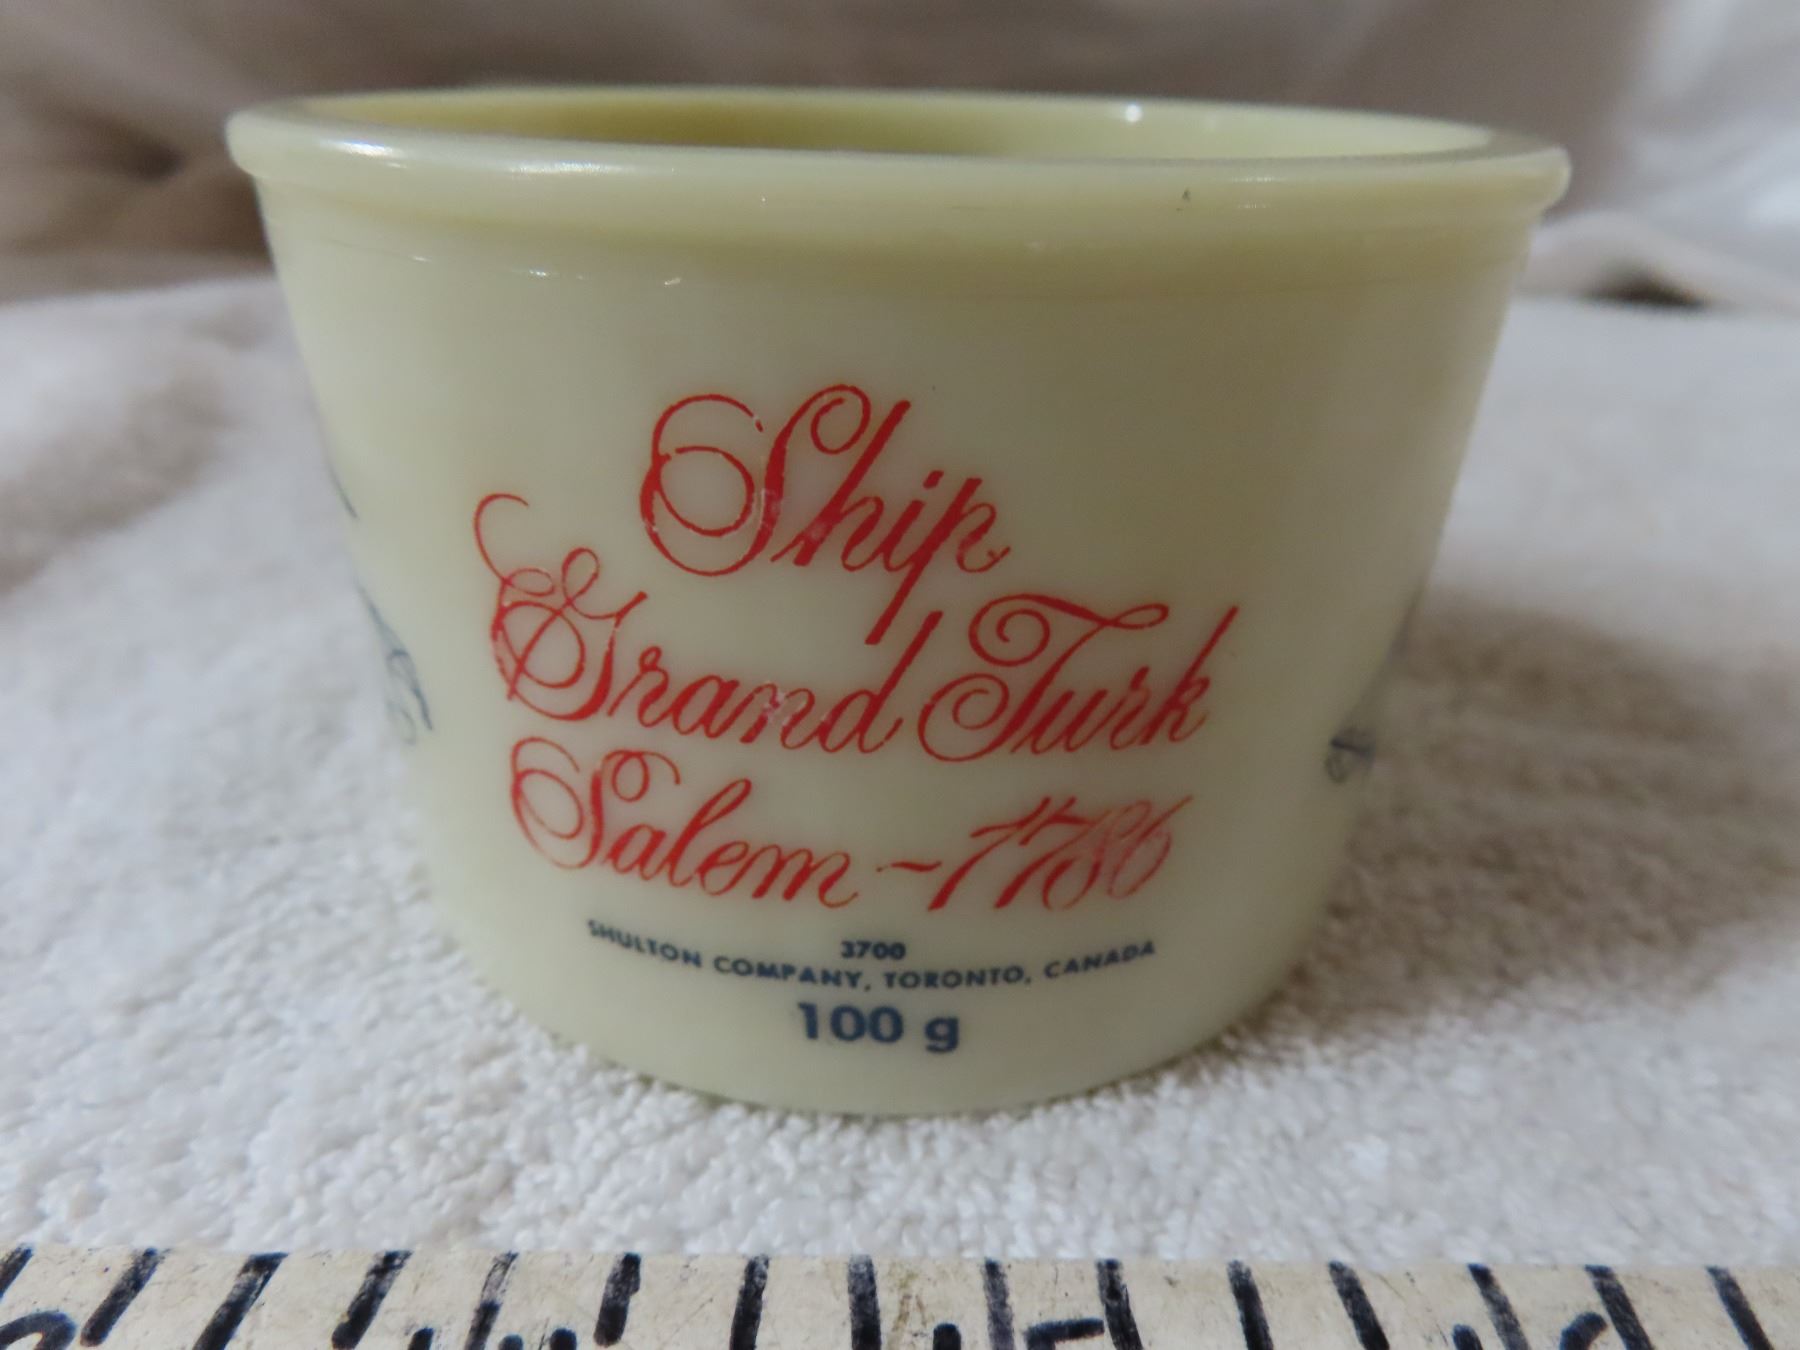 Ship
Grand Turk
Salem - 1786
3700
SHULTON COMPANY, TORONTO, CANADA
100 g